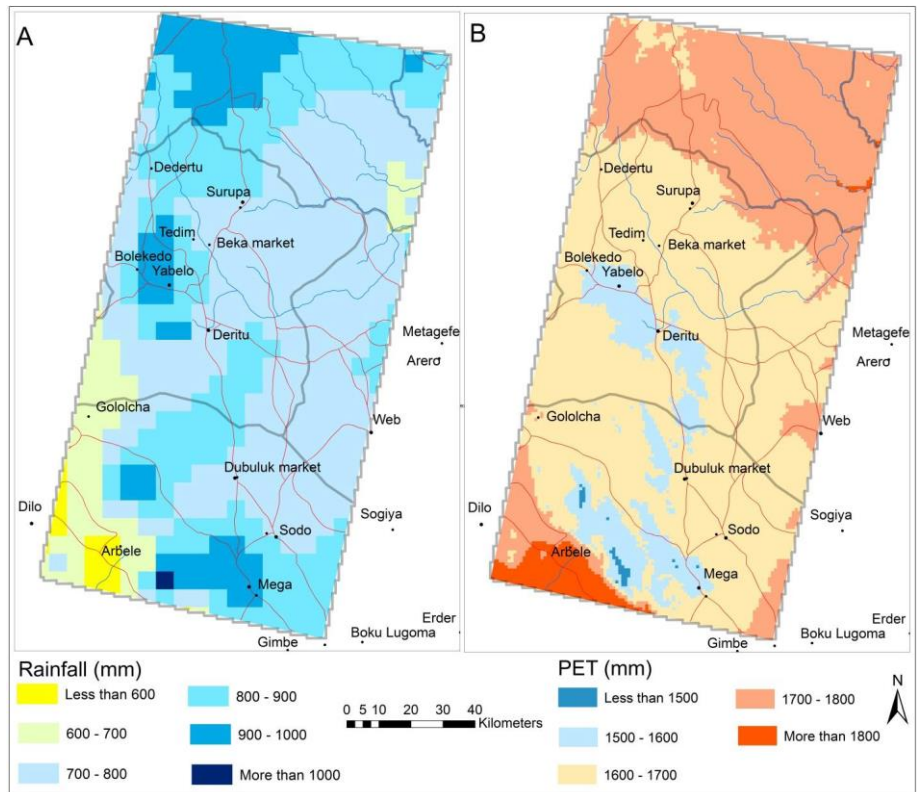 A
Dedertu
Surupa
Tedim
Beka market
Bolekedo
Yabelo
Deritu
Metagefe
Arero
Gololcha
Web
Dubuluk market
Dilo
Sogiya
Arbele
Sodo
Mega
Erder
Gimbe
Boku Lugoma
B
Dedertu
Surupa
Tedim
Beka market
Bolekedo
Yabelo
Deritu
Metagefe
Arero
Gololcha
Web
Dubuluk market
Dilo
Sogiya
Arbele
Sodo
Mega
Erder
Gimbe
Boku Lugoma
Rainfall (mm)
Less than 600
600 - 700
700 - 800
800 - 900
900 - 1000
More than 1000
0 5 10 20 30 40
Kilometers
PET (mm)
Less than 1500
1500 - 1600
1600 - 1700
1700 - 1800
More than 1800
N